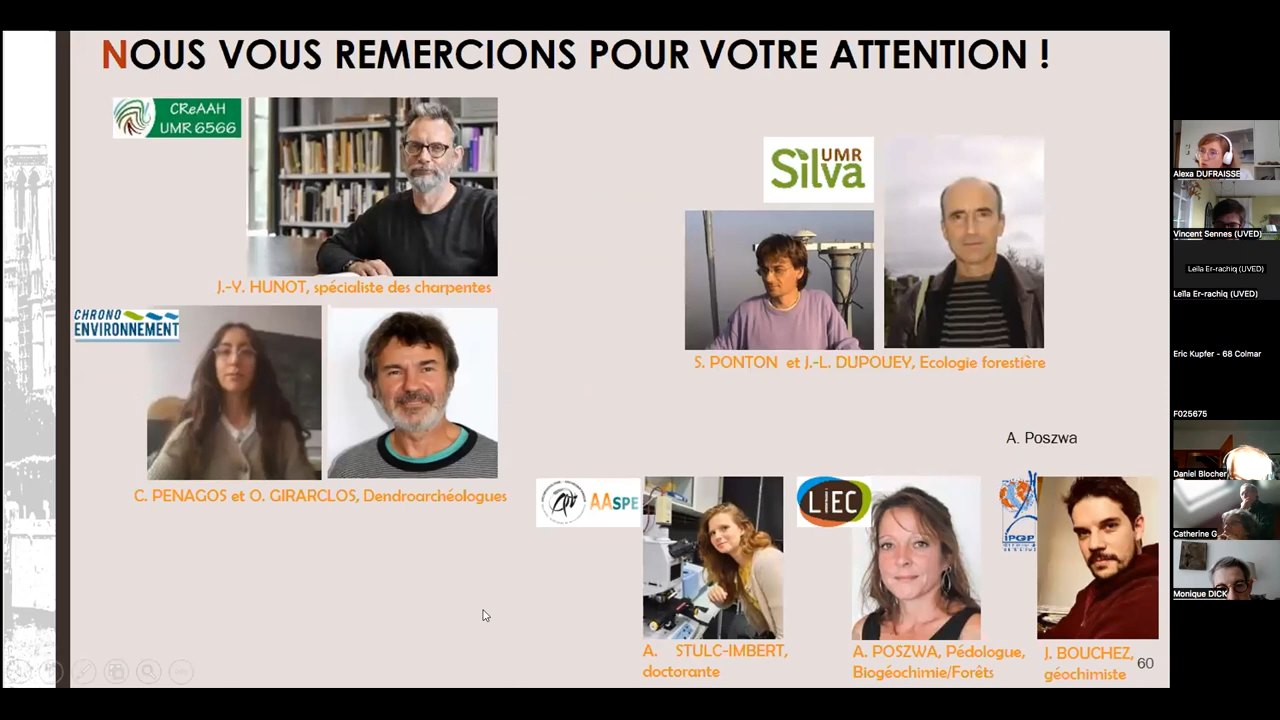 NOUS VOUS REMERCIONS POUR VOTRE ATTENTION !
CReAAH
UMR 6566
J.-Y. HUNOT, spécialiste des charpentes
UMR
Silva
S. PONTON et J.-L. DUPOUEY, Ecologie forestière
CHRONO
ENVIRONNEMENT
C. PENAGOS et O. GIRARCLOS, Dendroarchéologues
A. Poszwa
AASPE
A. STULC-IMBERT,
doctorante
LIEC
A. POSZWA, Pédologue,
Biogéochimie/Forêts
IPGP
J. BOUCHEZ,
géochimiste
60
Alexa DUFRAISSE
Vincent Sennes (UVED)
Leïla Er-rachiq (UVED)
Leïla Er-rachiq (UVED)
Eric Kupfer - 68 Colmar
F025675
Daniel Blocher
Catherine G
Monique DICK